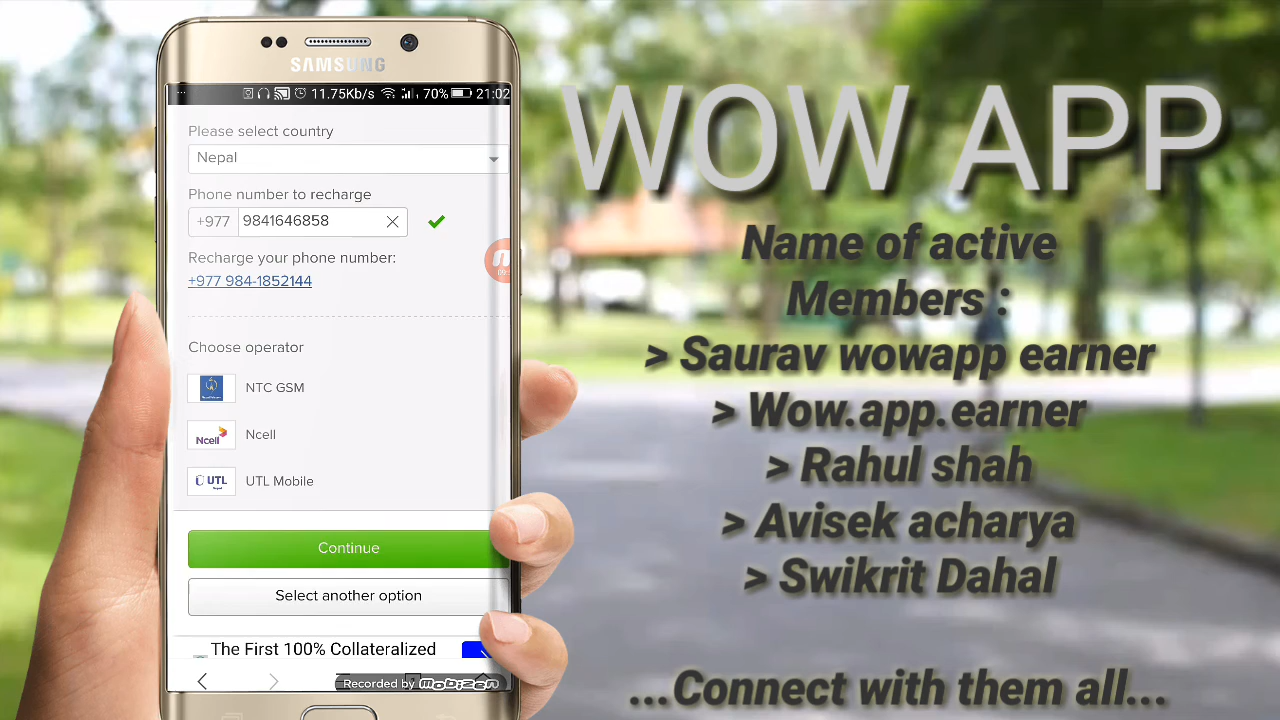 SAMSUNG
11.75Kb/s 70% 21:02
Please select country
Nepal
Phone number to recharge
+977 9841646858
Recharge your phone number:
+977 984-1852144
Choose operator
NTC GSM
Ncell Ncell
UTL UTL Mobile
Continue
Select another option
The First 100% Collateralized
Recorded by mobizen
WOW APP
Name of active
Members :
> Saurav wowapp earner
> Wow.app.earner
> Rahul shah
> Avisek acharya
> Swikrit Dahal
...Connect with them all...